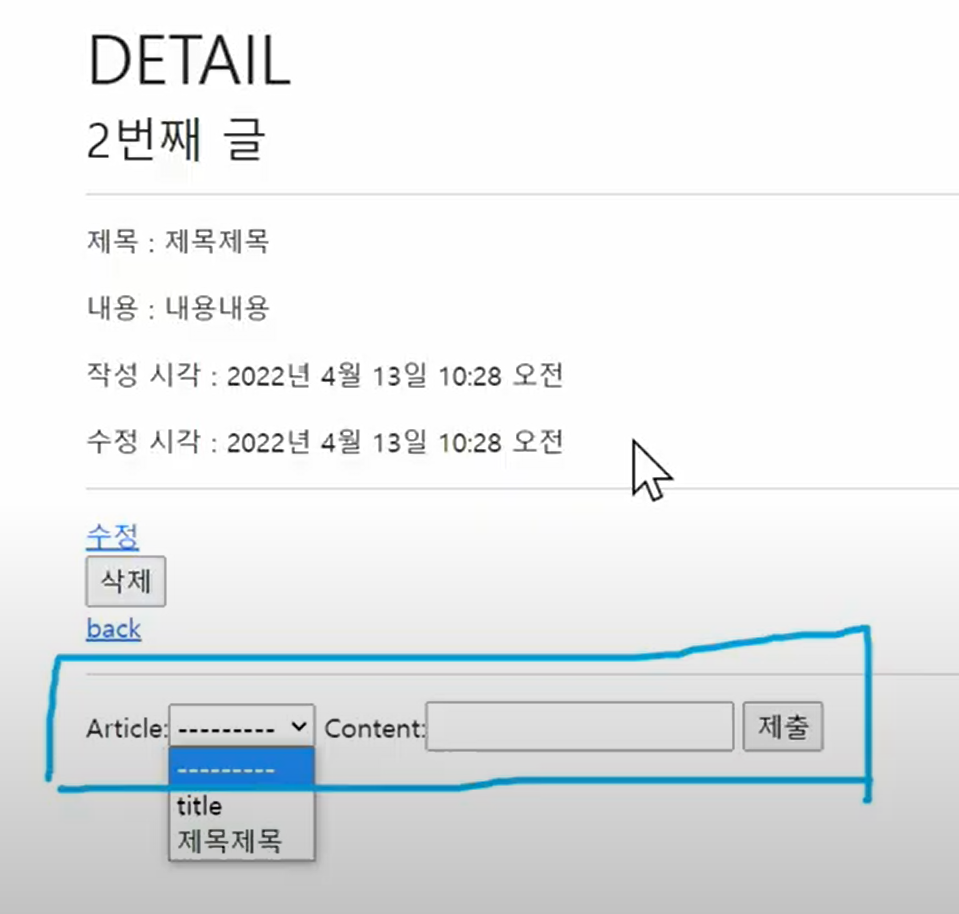 DETAIL
2번째 글
제목 : 제목제목
내용 : 내용내용
작성 시각 : 2022년 4월 13일 10:28 오전
수정 시각 : 2022년 4월 13일 10:28 오전
수정
삭제
back
Article: --------- Content: 제출
---------
title
제목제목